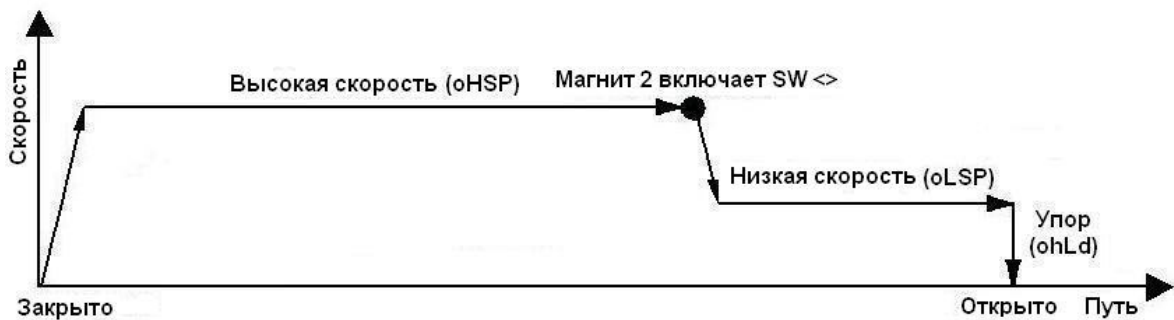 Скорость
Высокая скорость (oHSP)
Магнит 2 включает SW <>
Низкая скорость (oLSP)
Упор
(ohLd)
Закрыто
Открыто
Путь